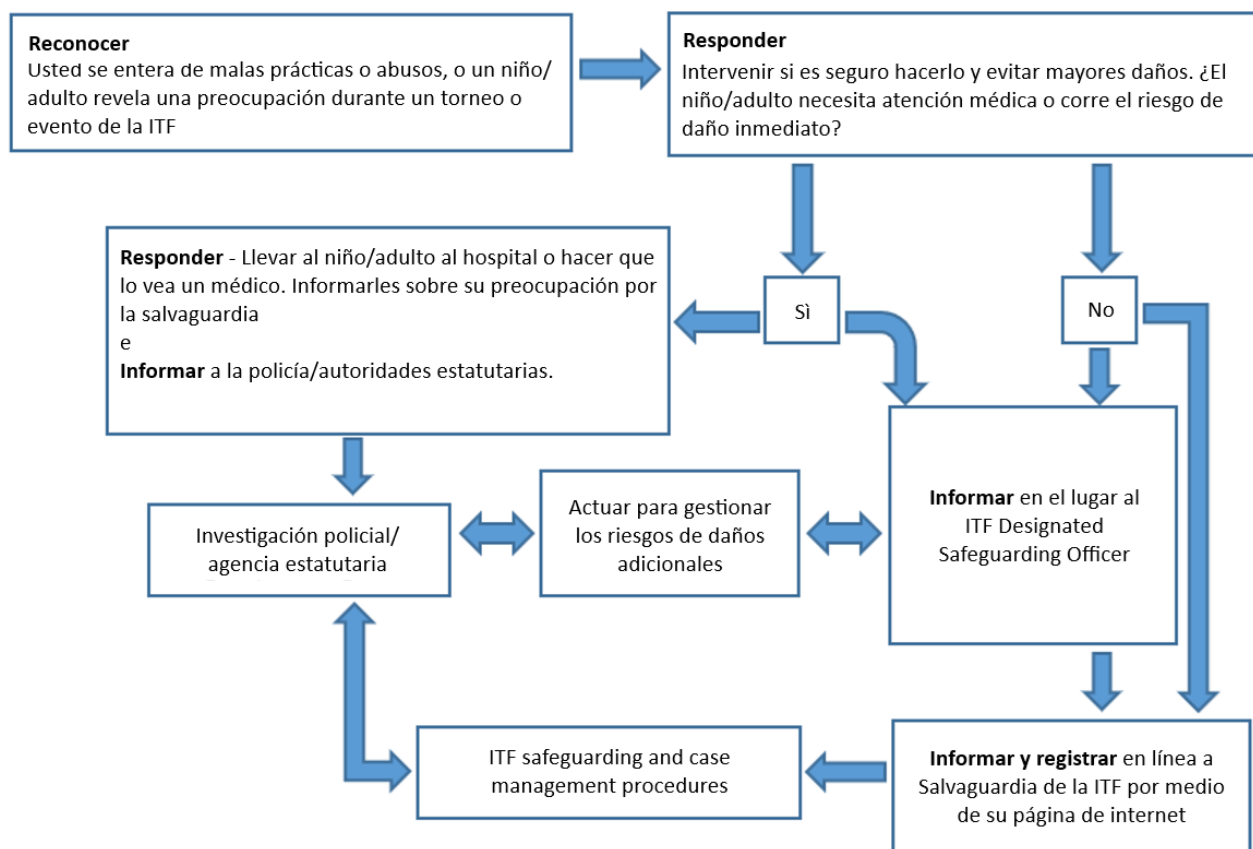 Reconocer
Usted se entera de malas prácticas o abusos, o un niño/
adulto revela una preocupación durante un torneo o
evento de la ITF
Responder
Intervenir si es seguro hacerlo y evitar mayores daños. ¿El
niño/adulto necesita atención médica o corre el riesgo de
daño inmediato?
Responder - Llevar al niño/adulto al hospital o hacer que
lo vea un médico. Informarles sobre su preocupación por
la salvaguardia
e
Informar a la policía/autoridades estatutarias.
Sì
No
Investigación policial/
agencia estatutaria
Actuar para gestionar
los riesgos de daños
adicionales
Informar en el lugar al
ITF Designated
Safeguarding Officer
ITF safeguarding and case
management procedures
Informar y registrar en línea a
Salvaguardia de la ITF por medio
de su página de internet